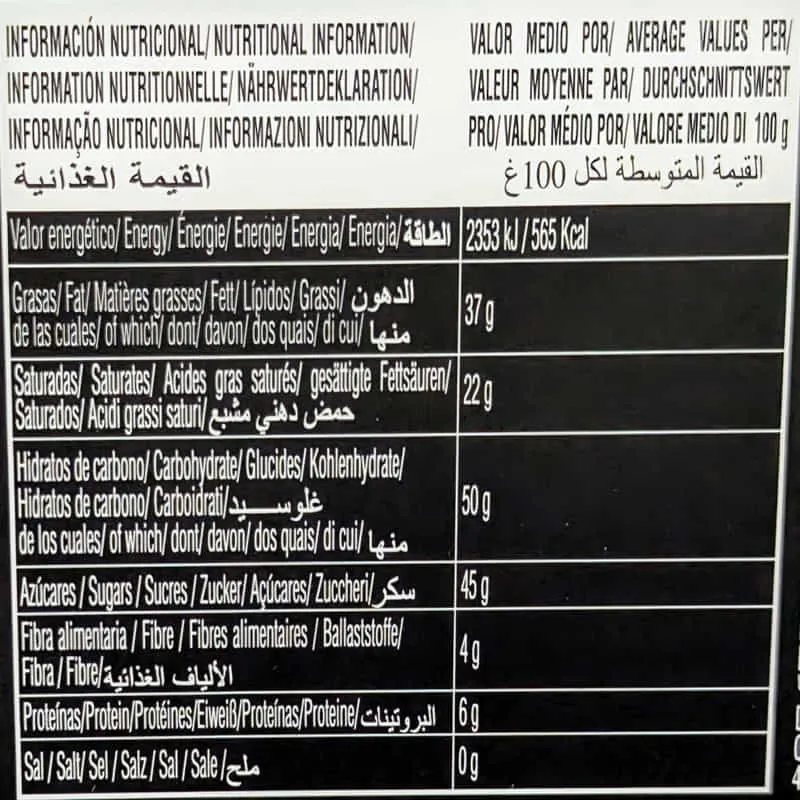 INFORMACIÓN NUTRICIONAL/ NUTRITIONAL INFORMATION/
INFORMATION NUTRITIONNELLE/ NÄHRWERTDEKLARATION/
INFORMAÇÃO NUTRICIONAL/ INFORMAZIONI NUTRIZIONALI/
القيمة الغذائية
VALOR MEDIO POR/ AVERAGE VALUES PER/
VALEUR MOYENNE PAR/ DURCHSCHNITTSWERT
PRO/ VALOR MÉDIO POR/ VALORE MEDIO DI 100 g
القيمة المتوسطة لكل 100غ
Valor energético/ Energy/ Énergie/ Energie/ Energia/ Energia/ الطاقة 2353 kJ / 565 Kcal
Grasas/ Fat/ Matières grasses/ Fett/ Lípidos/ Grassi/ الدهون
de las cuales/ of which/ dont/ davon/ dos quais/ di cui/ منها
37 g
Saturadas/ Saturates/ Acides gras saturés/ gesättigte Fettsäuren/
Saturados/ Acidi grassi saturi/ حمض دهني مشبع
22 g
Hidratos de carbono/ Carbohydrate/ Glucides/ Kohlenhydrate/
Hidratos de carbono/ Carboidrati/ غلوسيد
de los cuales/ of which/ dont/ davon/ dos quais/ di cui/ منها
50 g
Azúcares / Sugars / Sucres / Zucker/ Açúcares/ Zuccheri/ سكر 45 g
Fibra alimentaria / Fibre / Fibres alimentaires / Ballaststoffe/
Fibra / Fibre/ الألياف الغذائية
4 g
Proteínas/Protein/Protéines/Eiweiß/Proteínas/Proteine/ البروتينات 6 g
Sal / Salt/ Sel / Salz / Sal / Sale / ملح 0 g